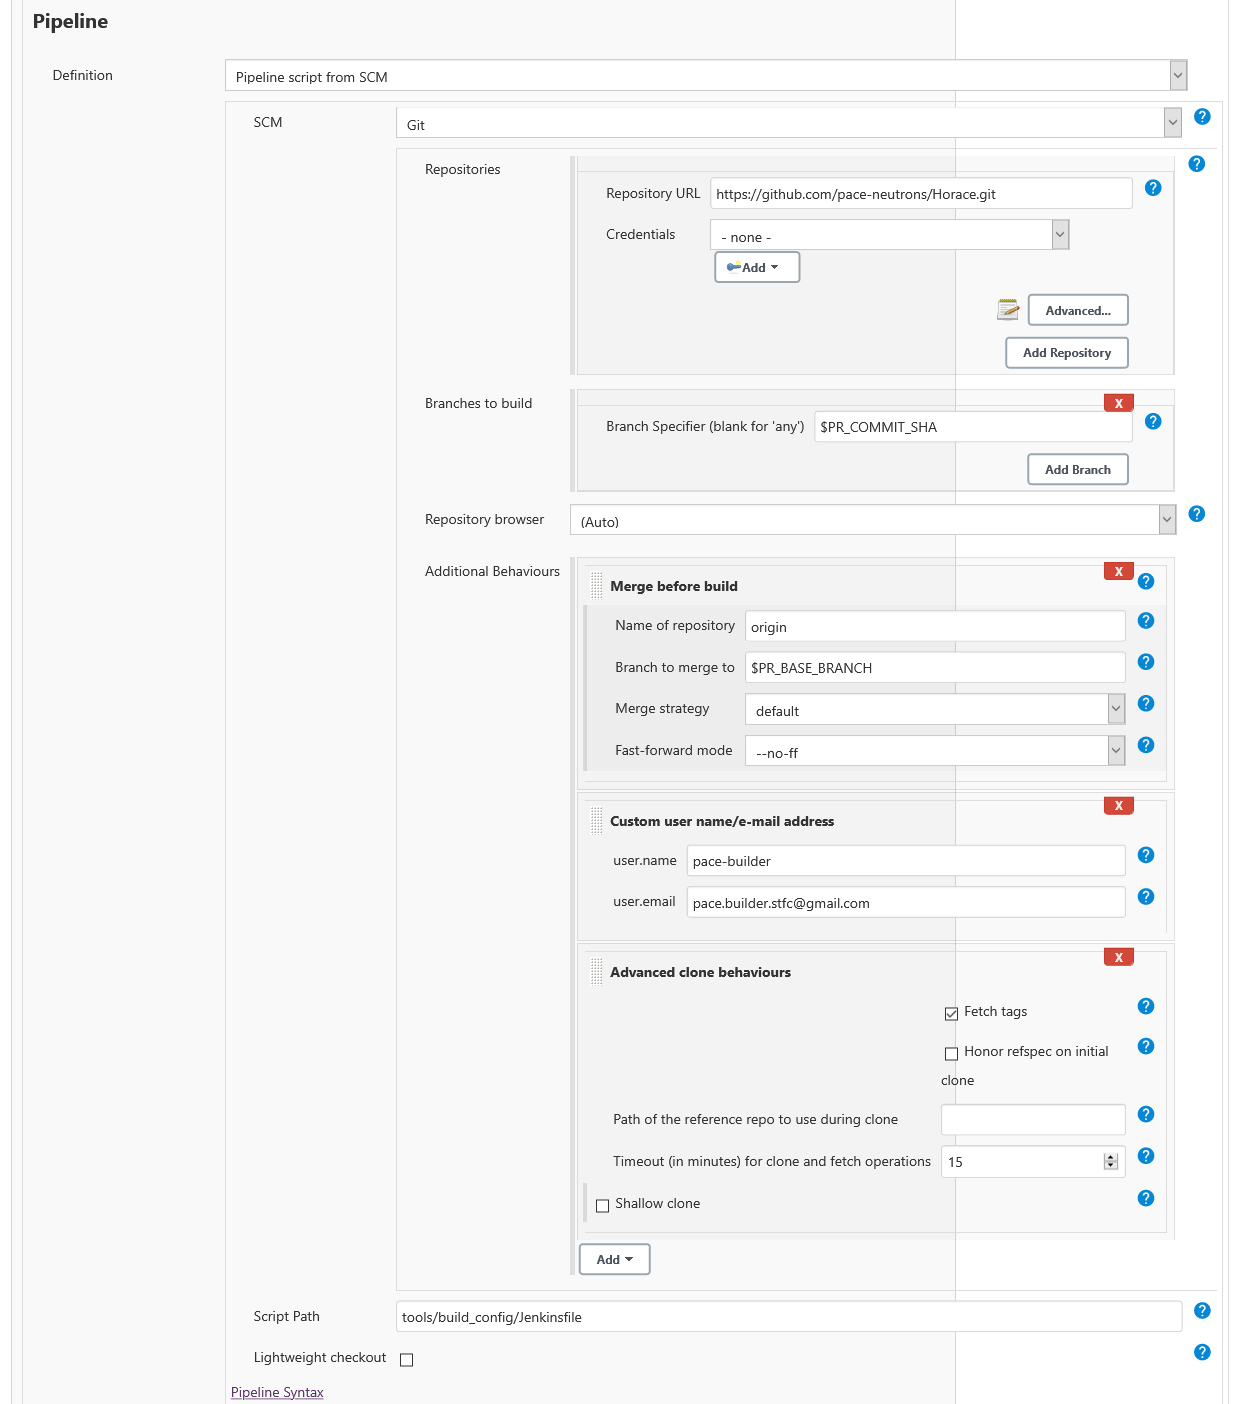 Pipeline
Definition
Pipeline script from SCM
SCM
Git
Repositories
Repository URL
https://github.com/pace-neutrons/Horace.git
Credentials
- none -
Add
Advanced...
Add Repository
Branches to build
X
Branch Specifier (blank for 'any')
$PR_COMMIT_SHA
Add Branch
Repository browser
(Auto)
Additional Behaviours
X
Merge before build
Name of repository
origin
Branch to merge to
$PR_BASE_BRANCH
Merge strategy
default
Fast-forward mode
--no-ff
X
Custom user name/e-mail address
user.name
pace-builder
user.email
pace.builder.stfc@gmail.com
X
Advanced clone behaviours
Fetch tags
Honor refspec on initial
clone
Path of the reference repo to use during clone
Timeout (in minutes) for clone and fetch operations
15
Shallow clone
Add
Script Path
tools/build_config/Jenkinsfile
Lightweight checkout
Pipeline Syntax